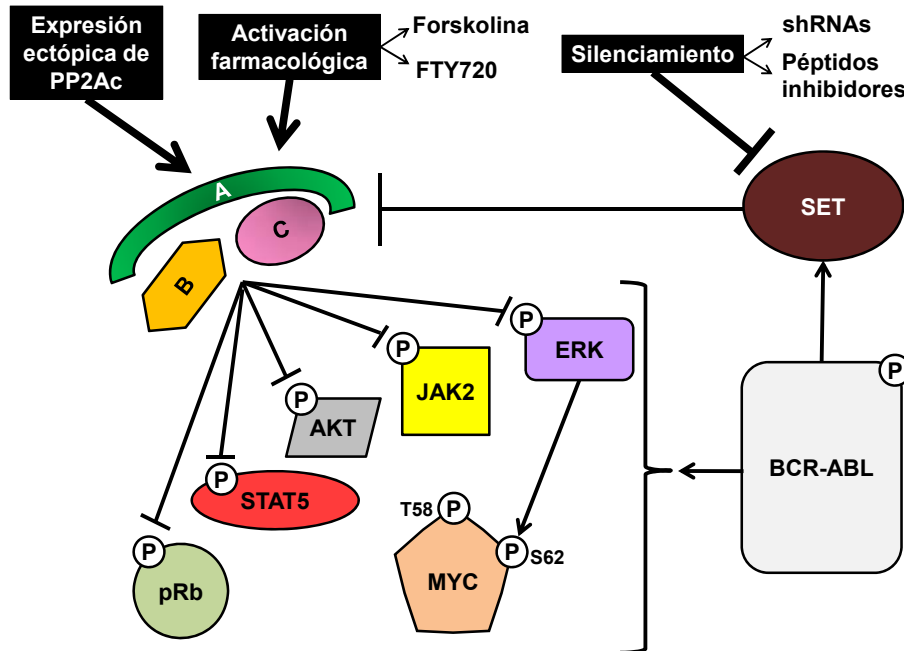 Expresión
ectópica de
PP2Ac
Activación
farmacológica
Forskolina
FTY720
Silenciamiento
shRNAs
Péptidos
inhibidores
A
C
B
SET
P
ERK
P
JAK2
P
AKT
P
STAT5
P
pRb
T58
P
P
S62
MYC
P
BCR-ABL